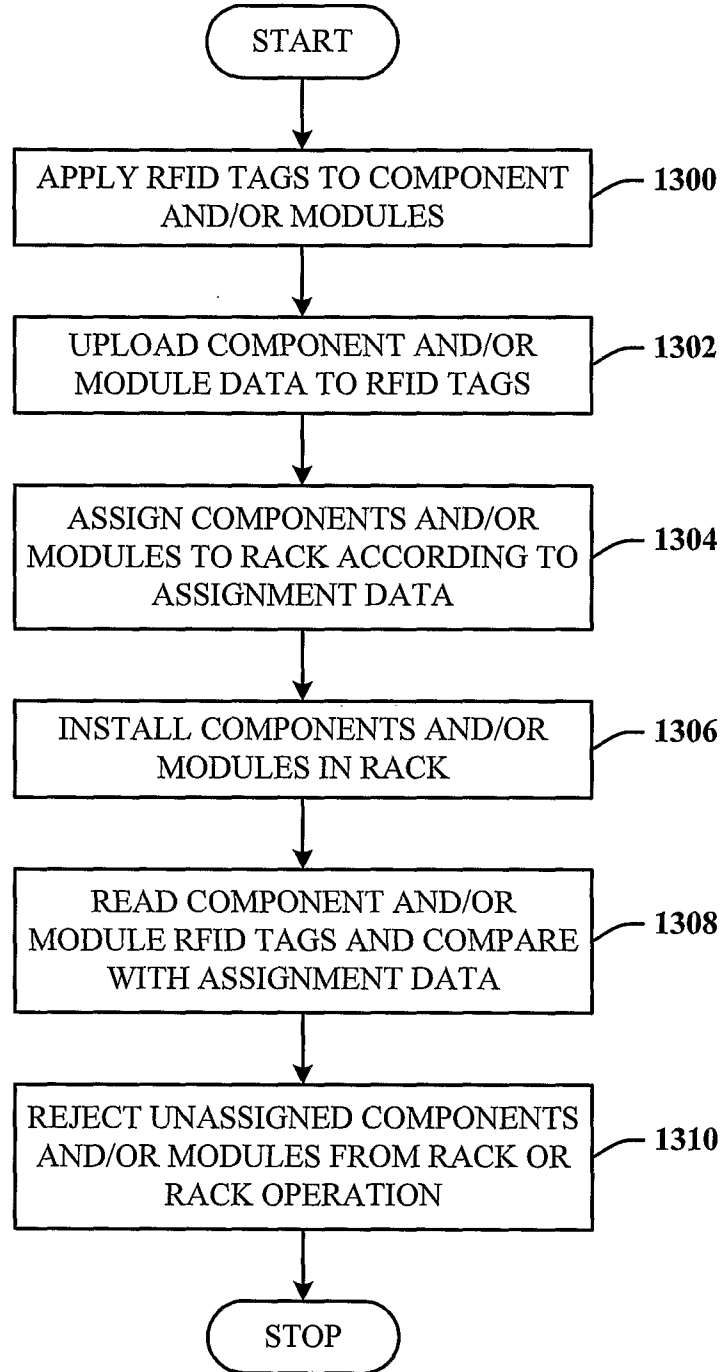 START
APPLY RFID TAGS TO COMPONENT
AND/OR MODULES
1300
UPLOAD COMPONENT AND/OR
MODULE DATA TO RFID TAGS
1302
ASSIGN COMPONENTS AND/OR
MODULES TO RACK ACCORDING TO
ASSIGNMENT DATA
1304
INSTALL COMPONENTS AND/OR
MODULES IN RACK
1306
READ COMPONENT AND/OR
MODULE RFID TAGS AND COMPARE
WITH ASSIGNMENT DATA
1308
REJECT UNASSIGNED COMPONENTS
AND/OR MODULES FROM RACK OR
RACK OPERATION
1310
STOP